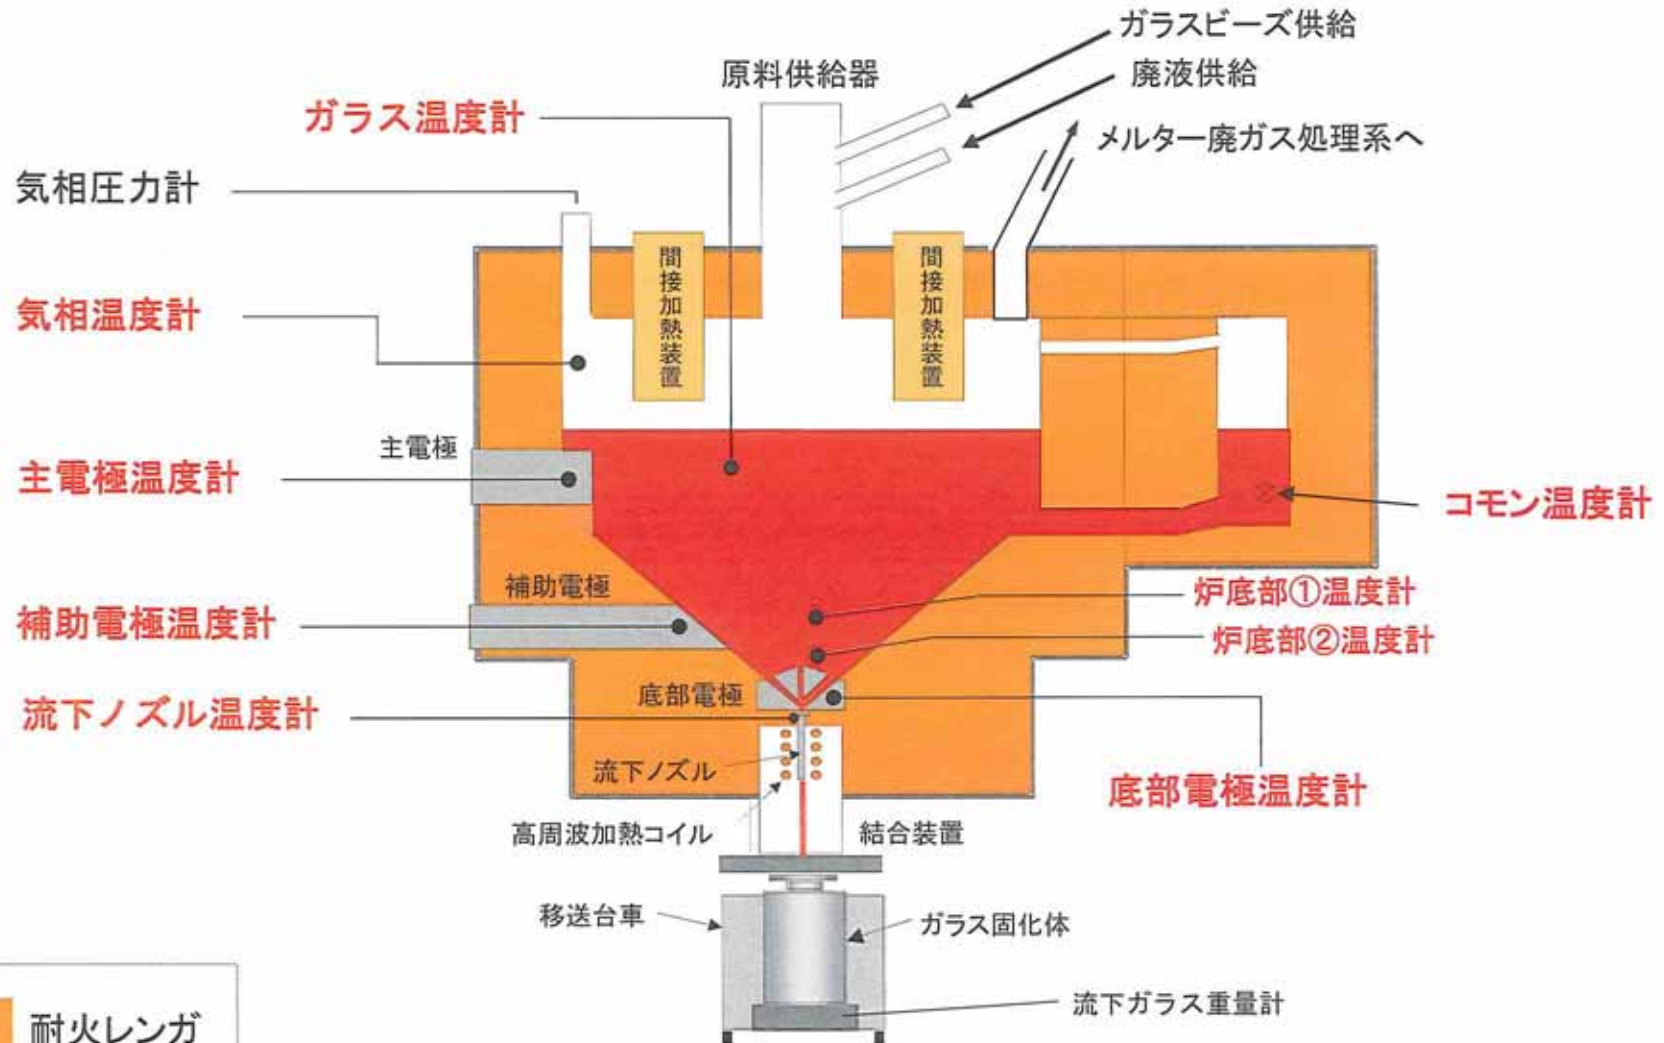 ガラスビーズ供給
原料供給器
廃液供給
ガラス温度計
メルター廃ガス処理系へ
気相圧力計
間接加熱装置
間接加熱装置
気相温度計
主電極
主電極温度計
コモン温度計
補助電極
炉底部①温度計
補助電極温度計
炉底部②温度計
底部電極
流下ノズル温度計
流下ノズル
底部電極温度計
高周波加熱コイル
結合装置
移送台車
ガラス固化体
流下ガラス重量計
耐火レンガ